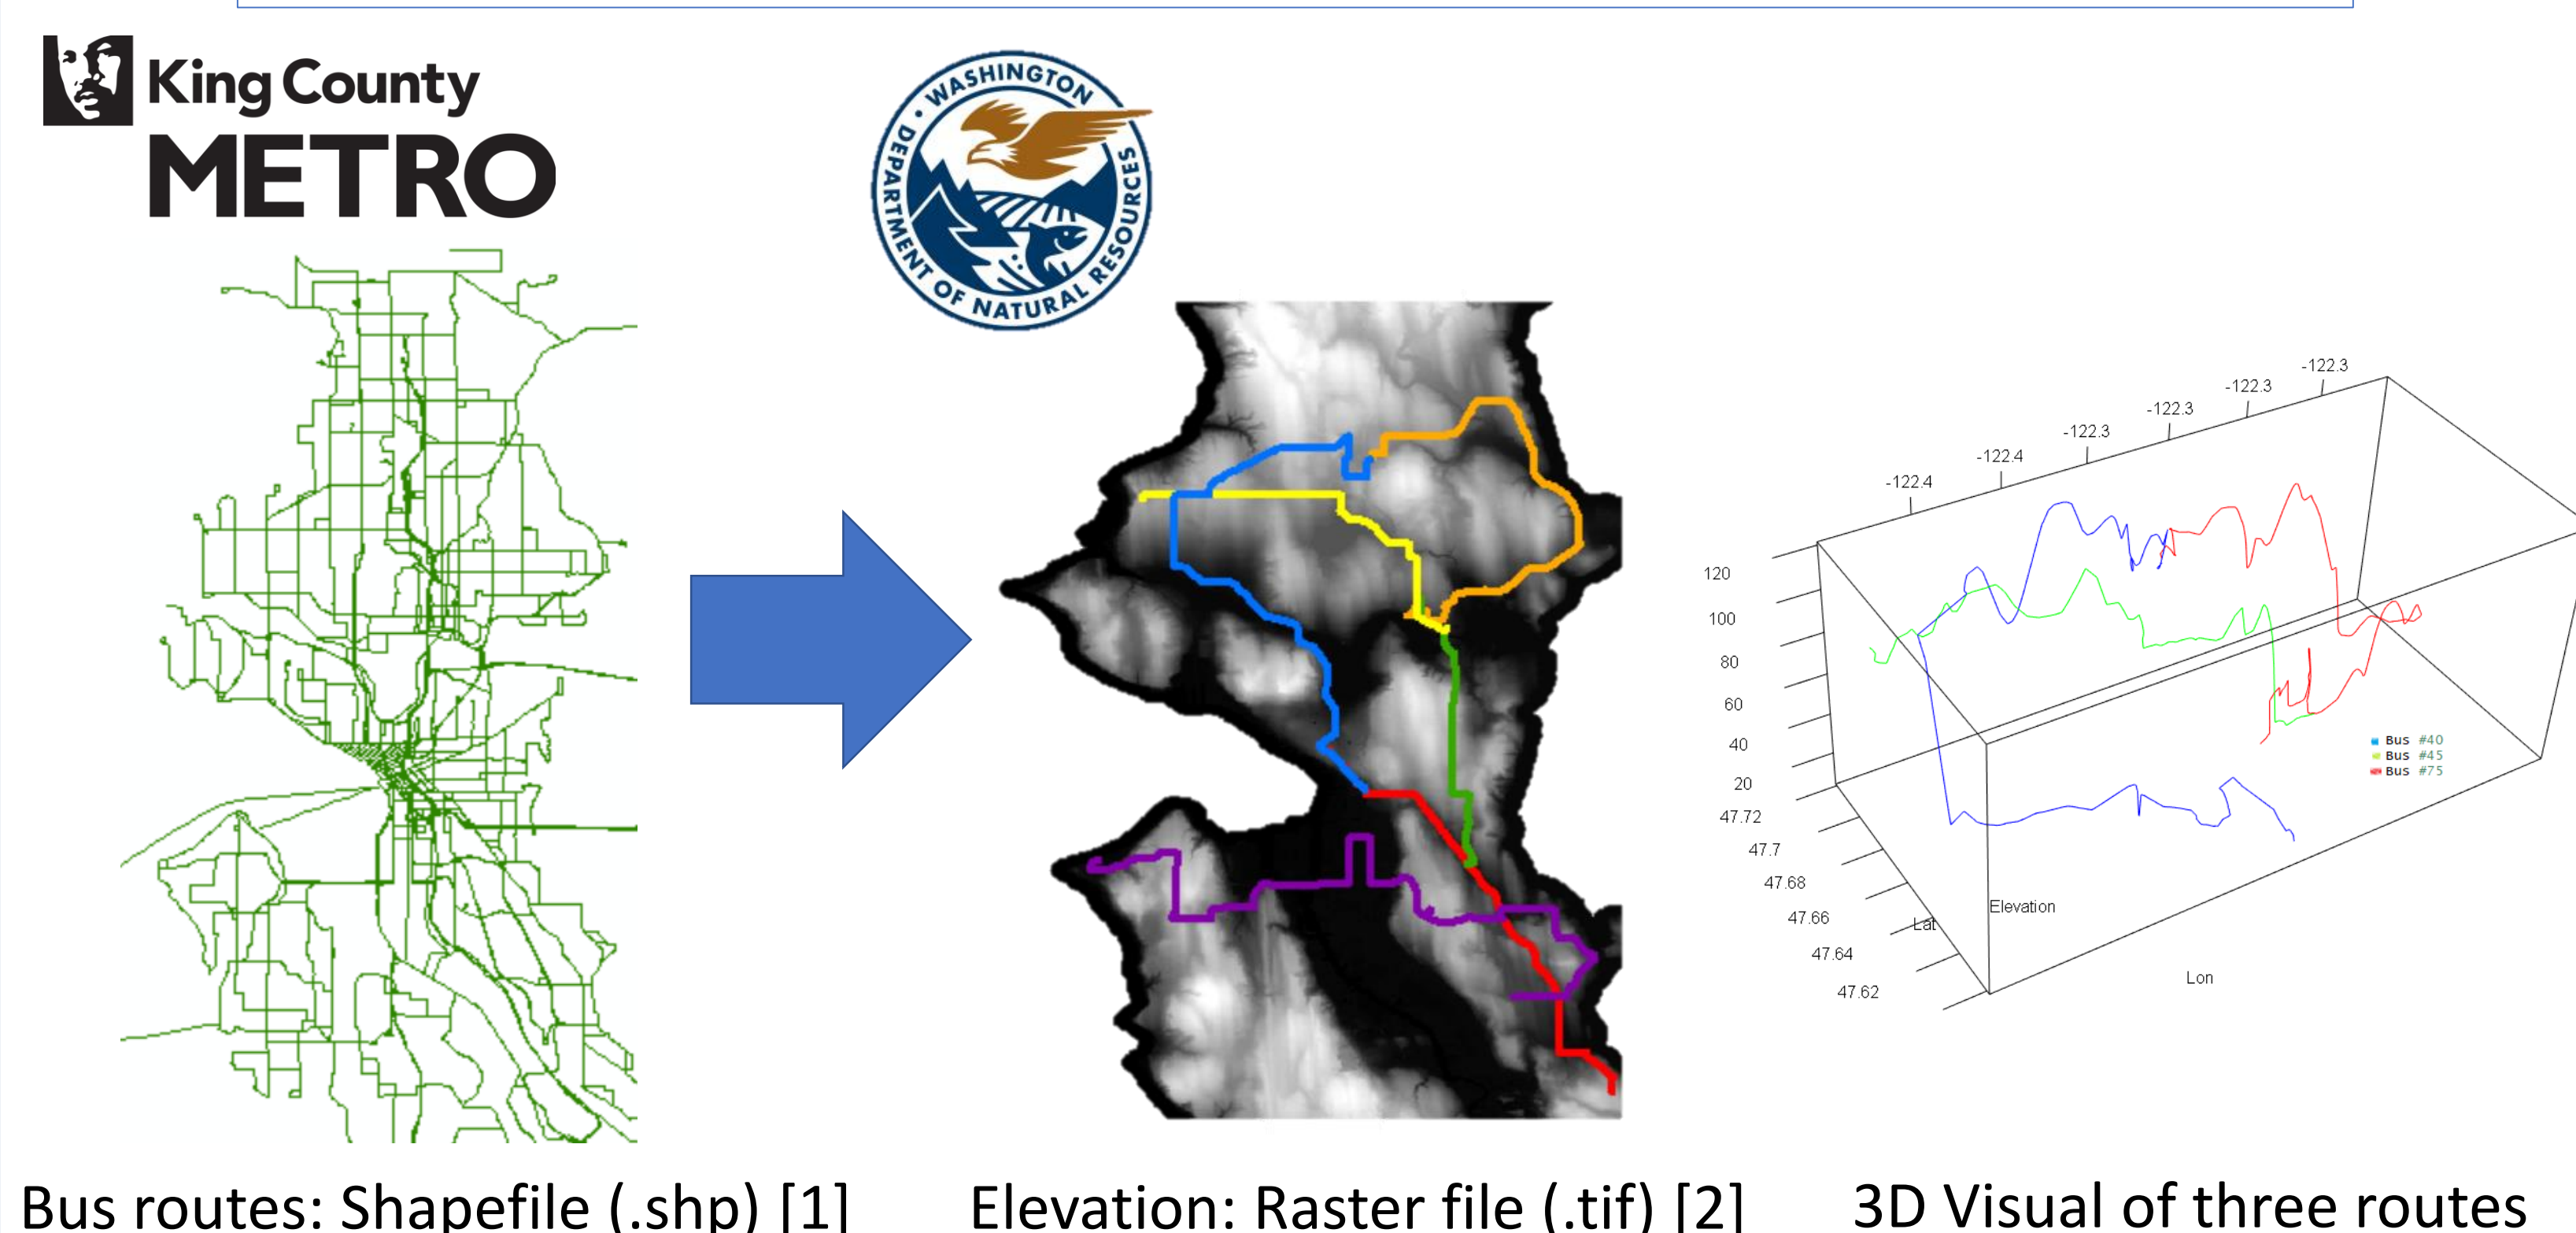 King County
METRO
• WASHINGTON •
DEPARTMENT OF NATURAL RESOURCES
-122.4
-122.4
-122.3
-122.3
-122.3
-122.3
120
100
80
60
40
20
47.72
47.7
47.68
47.66
47.64
47.62
Lat
Elevation
Lon
Bus #40
Bus #45
Bus #75
Bus routes: Shapefile (.shp) [1]
Elevation: Raster file (.tif) [2]
3D Visual of three routes